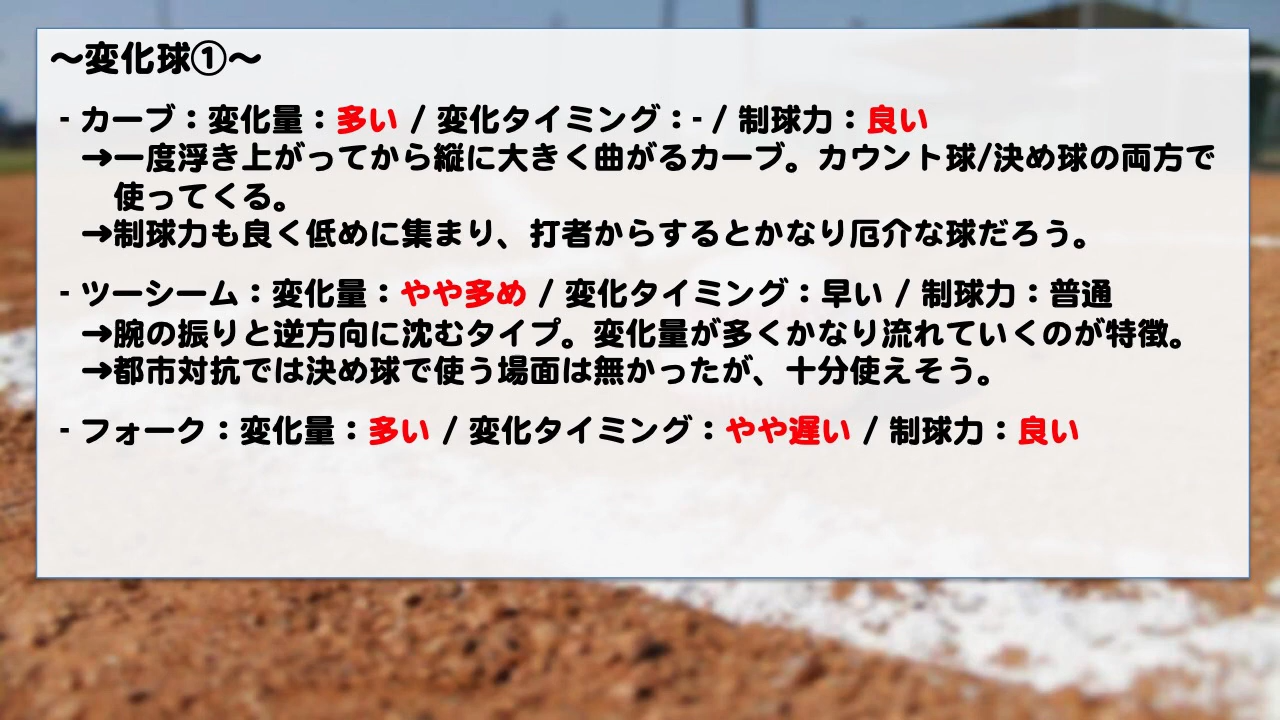 ～変化球①～
- カーブ：変化量：多い / 変化タイミング：- / 制球力：良い
→一度浮き上がってから縦に大きく曲がるカーブ。カウント球/決め球の両方で
使ってくる。
→制球力も良く低めに集まり、打者からするとかなり厄介な球だろう。
- ツーシーム：変化量：やや多め / 変化タイミング：早い / 制球力：普通
→腕の振りと逆方向に沈むタイプ。変化量が多くかなり流れていくのが特徴。
→都市対抗では決め球で使う場面は無かったが、十分使えそう。
- フォーク：変化量：多い / 変化タイミング：やや遅い / 制球力：良い